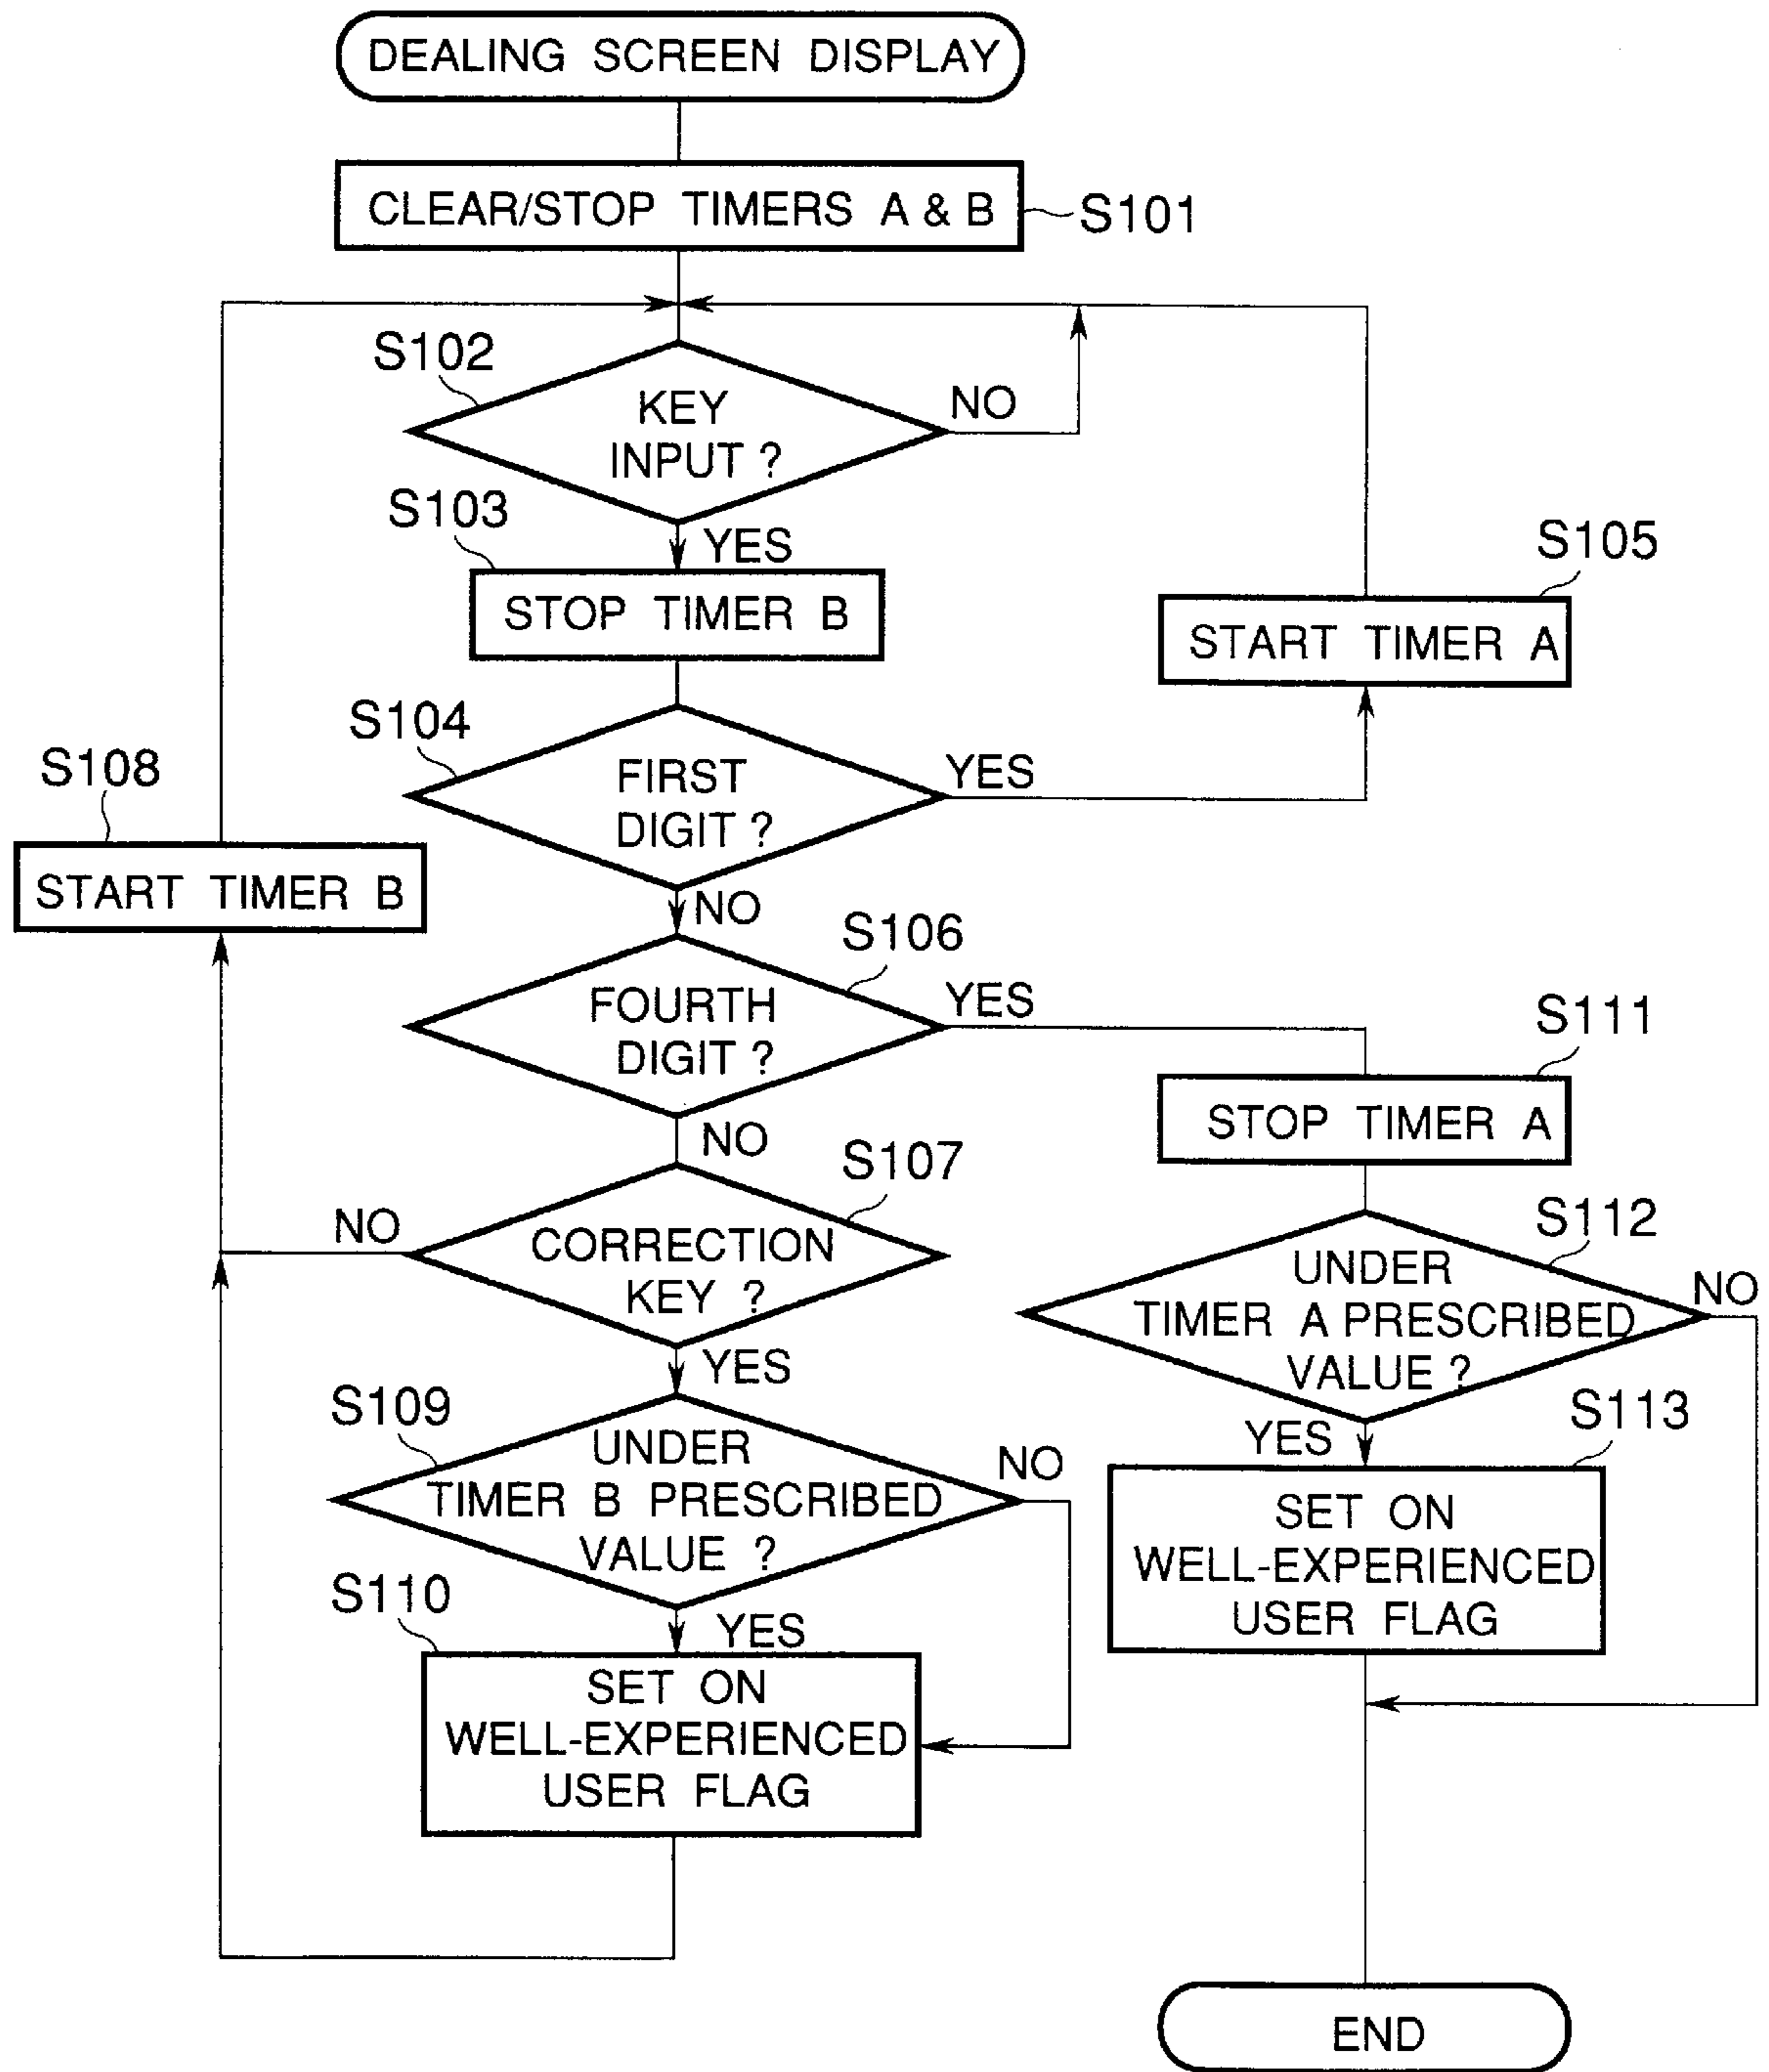 DEALING SCREEN DISPLAY
CLEAR/STOP TIMERS A & B
S101
S102
KEY
INPUT ?
NO
S103
YES
STOP TIMER B
S105
START TIMER A
S104
FIRST
DIGIT ?
YES
S108
START TIMER B
NO
S106
FOURTH
DIGIT ?
YES
S111
STOP TIMER A
NO
S107
CORRECTION
KEY ?
NO
YES
S112
UNDER
TIMER A PRESCRIBED
VALUE ?
NO
YES
S109
UNDER
TIMER B PRESCRIBED
VALUE ?
NO
S113
SET ON
WELL-EXPERIENCED
USER FLAG
S110
YES
SET ON
WELL-EXPERIENCED
USER FLAG
END